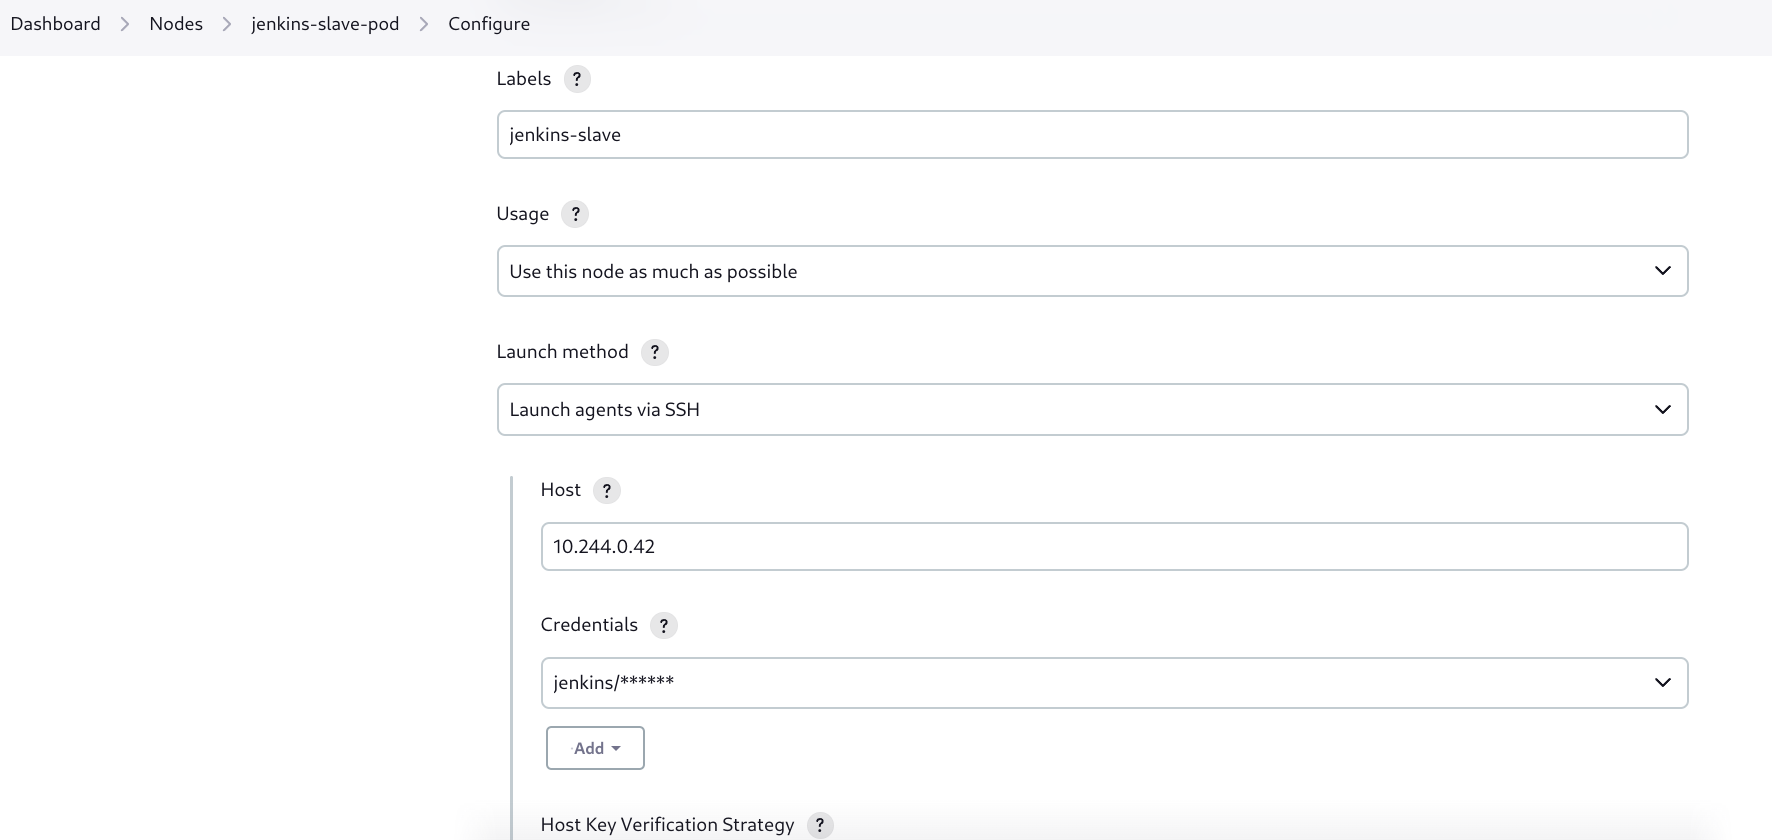 Dashboard > Nodes > jenkins-slave-pod > Configure
Labels ?
jenkins-slave
Usage ?
Use this node as much as possible
Launch method ?
Launch agents via SSH
Host ?
10.244.0.42
Credentials ?
jenkins/******
Add
Host Key Verification Strategy ?